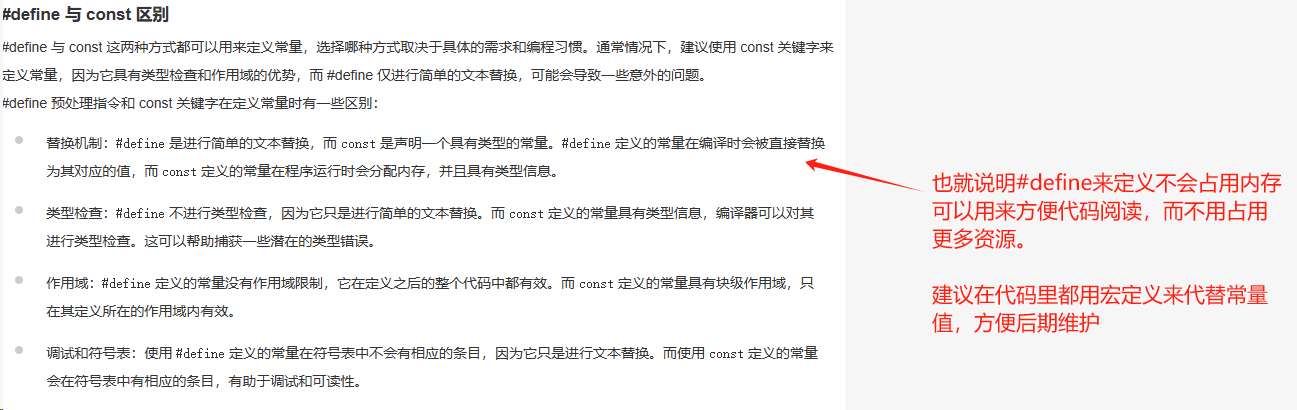 #define 与 const 区别
#define 与 const 这两种方式都可以用来定义常量，选择哪种方式取决于具体的需求和编程习惯。通常情况下，建议使用 const 关键字来
定义常量，因为它具有类型检查和作用域的优势，而 #define 仅进行简单的文本替换，可能会导致一些意外的问题。
#define 预处理指令和 const 关键字在定义常量时有一些区别：
替换机制：#define 是进行简单的文本替换，而 const 是声明一个具有类型的常量。#define 定义的常量在编译时会被直接替换
为其对应的值，而 const 定义的常量在程序运行时会分配内存，并且具有类型信息。
类型检查：#define 不进行类型检查，因为它只是进行简单的文本替换。而 const 定义的常量具有类型信息，编译器可以对其
进行类型检查。这可以帮助捕获一些潜在的类型错误。
作用域：#define 定义的常量没有作用域限制，它在定义之后的整个代码中都有效。而 const 定义的常量具有块级作用域，只
在其定义所在的作用域内有效。
调试和符号表：使用 #define 定义的常量在符号表中不会有相应的条目，因为它只是进行文本替换。而使用 const 定义的常量
会在符号表中有相应的条目，有助于调试和可读性。
也就说明#define来定义不会占用内存
可以用来方便代码阅读，而不用占用
更多资源。
建议在代码里都用宏定义来代替常量
值，方便后期维护